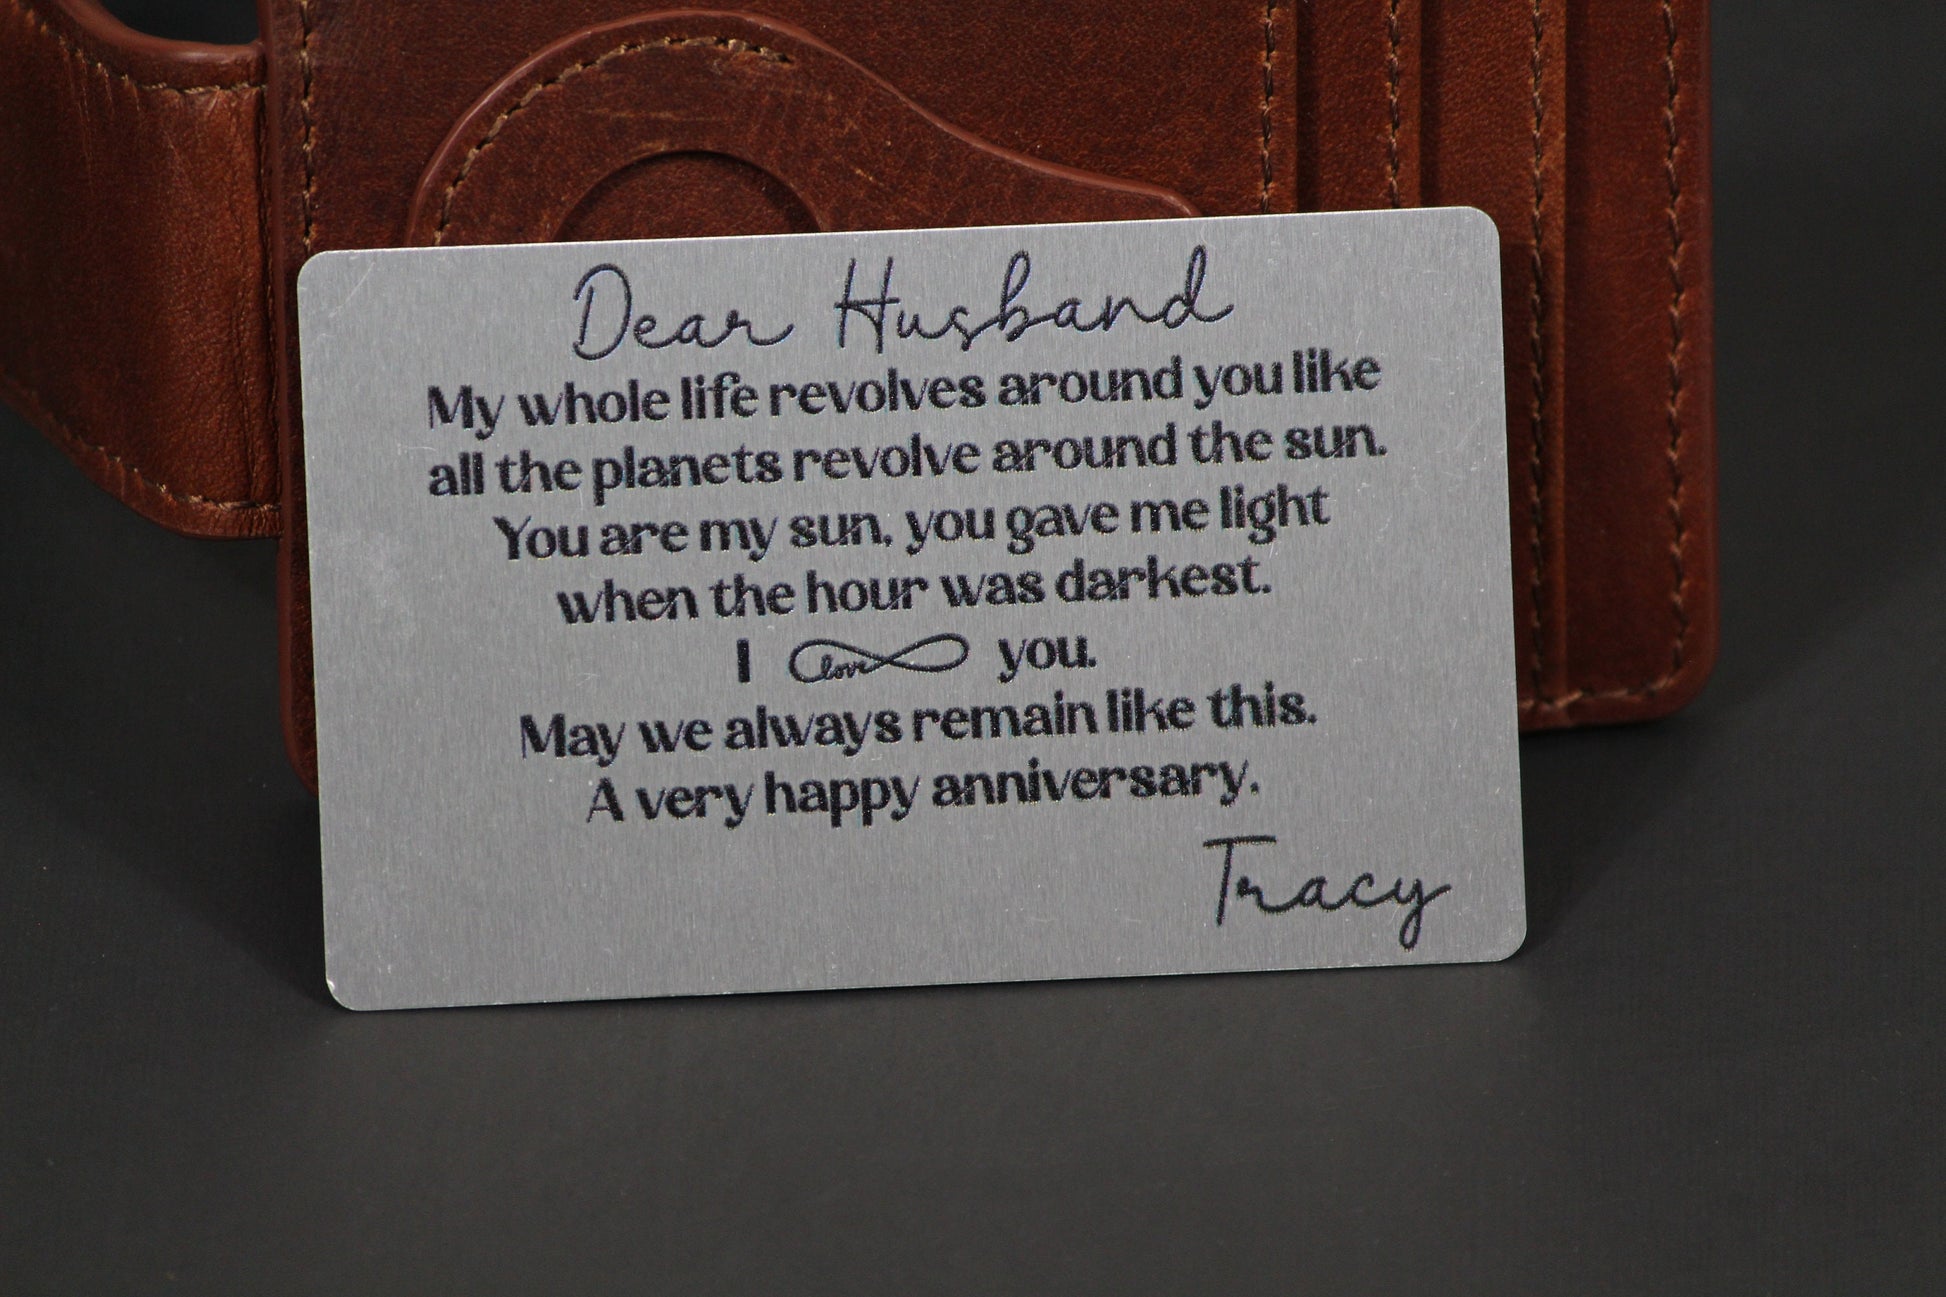 Dear Husband
My whole life revolves around you like
all the planets revolve around the sun.
You are my sun, you gave me light
when the hour was darkest.
I love you.
May we always remain like this.
A very happy anniversary.
Tracy